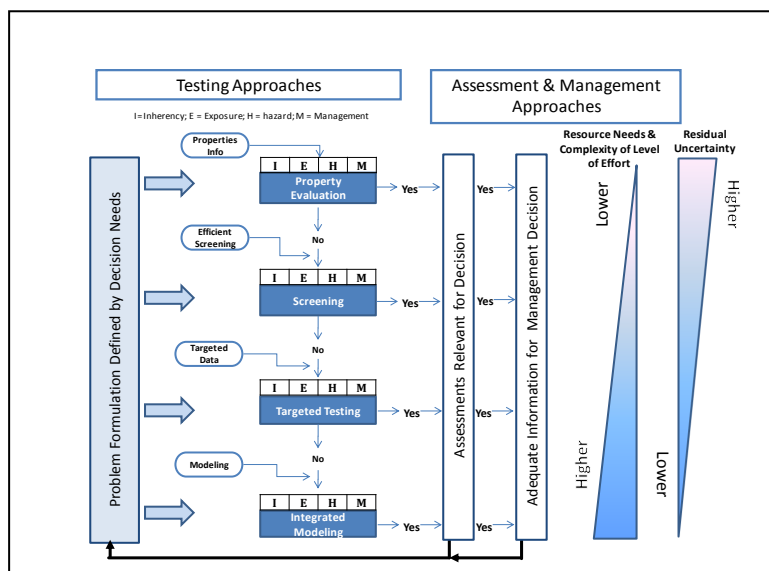 Testing Approaches
Assessment & Management
Approaches
I=Inherency; E = Exposure; H = hazard; M = Management
Resource Needs &
Complexity of Level
of Effort
Residual
Uncertainty
Problem Formulation Defined by Decision Needs
Properties
Info
I E H M
Property
Evaluation
Yes
Yes
No
Efficient
Screening
I E H M
Screening
Yes
Yes
No
Targeted
Data
I E H M
Targeted Testing
Yes
Yes
No
Modeling
I E H M
Integrated
Modeling
Yes
Yes
Assessments Relevant for Decision
Adequate Information for Management Decision
Lower
Higher
Higher
Lower